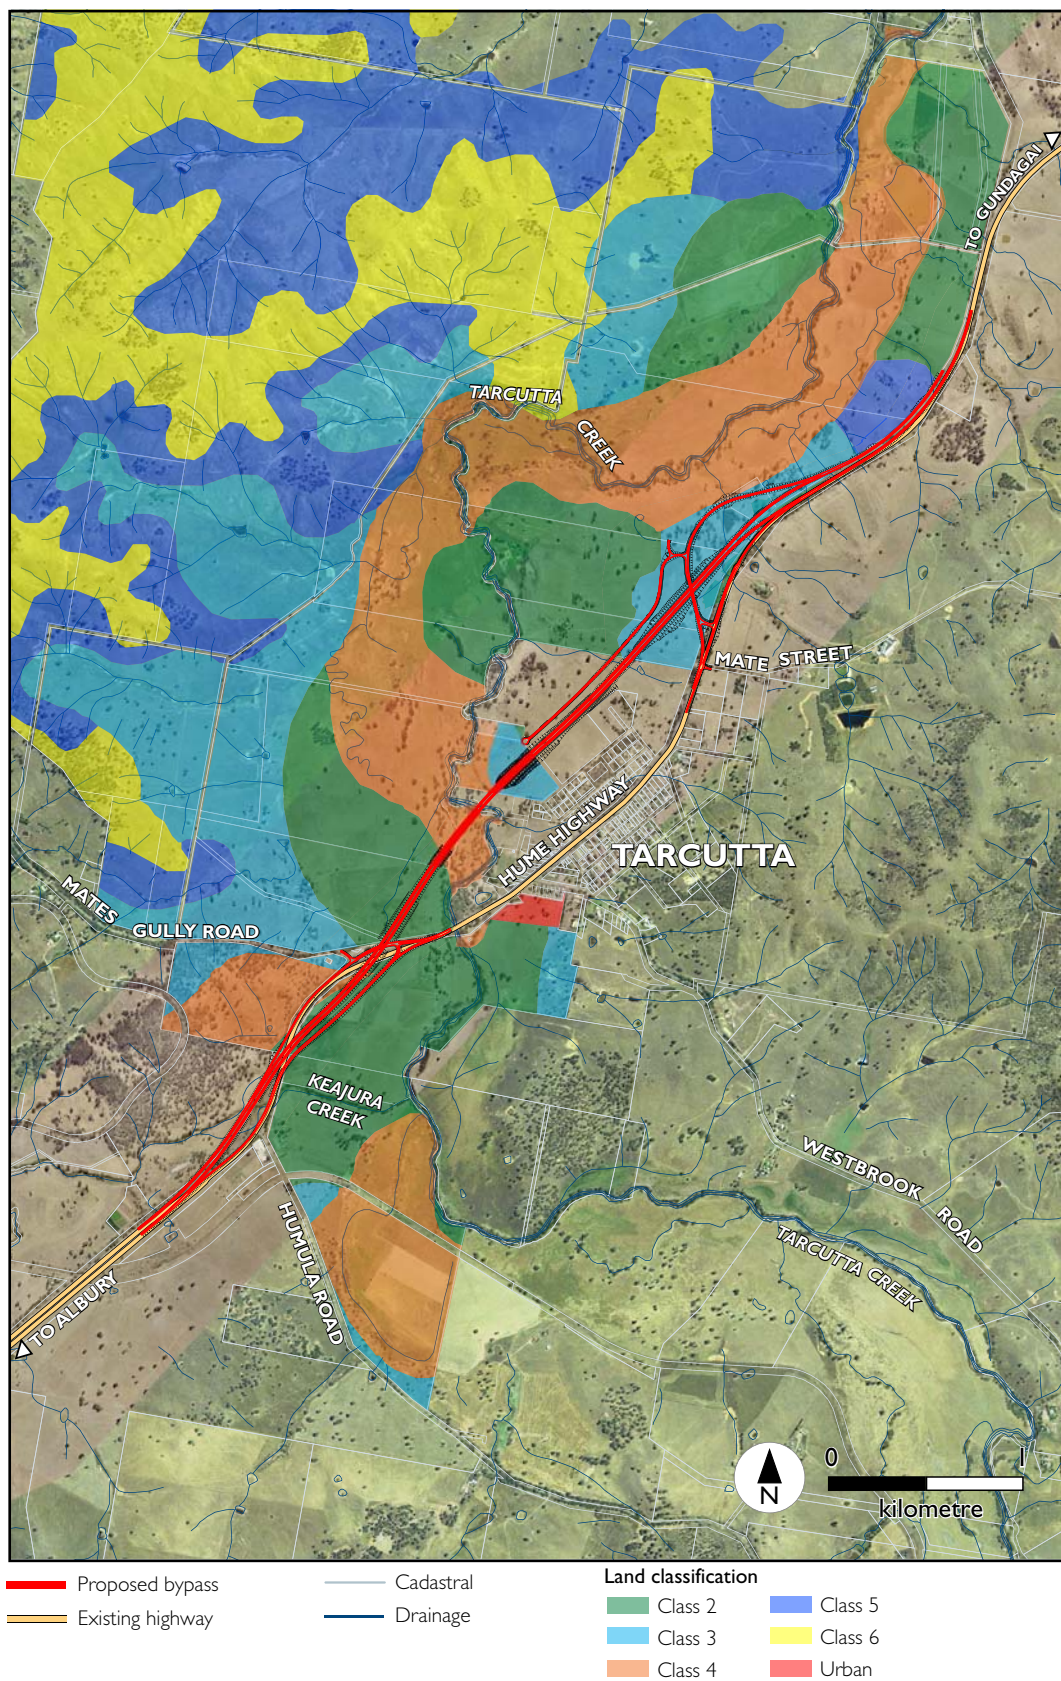 TO GUNDAGAI
TARCUTTA
CREEK
MATE STREET
HUME HIGHWAY
TARCUTTA
MATES
GULLY ROAD
KEAJURA
CREEK
WESTBROOK
ROAD
HUMULA ROAD
TARCUTTA CREEK
TO ALBURY
0 1
N
kilometre
Proposed bypass
Existing highway
Cadastral
Drainage
Land classification
Class 2
Class 3
Class 4
Class 5
Class 6
Urban